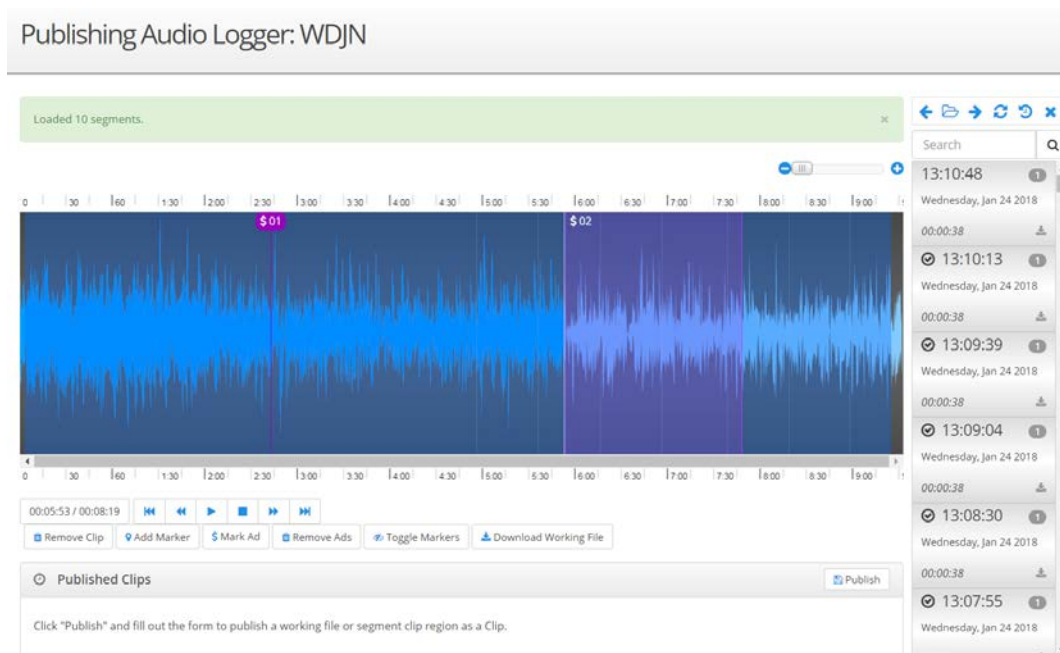 Publishing Audio Logger: WDJN
Loaded 10 segments.
0 30 60 1:30 2:00 2:30 3:00 3:30 4:00 4:30 5:00 5:30 6:00 6:30 7:00 7:30 8:00 8:30 9:00
$ 01
$ 02
0 30 60 1:30 2:00 2:30 3:00 3:30 4:00 4:30 5:00 5:30 6:00 6:30 7:00 7:30 8:00 8:30 9:00
00:05:53 / 00:08:19
Remove Clip Add Marker $ Mark Ad Remove Ads Toggle Markers Download Working File
Published Clips Publish
Click "Publish" and fill out the form to publish a working file or segment clip region as a Clip.
Search
13:10:48 1
Wednesday, Jan 24 2018
00:00:38
13:10:13 1
Wednesday, Jan 24 2018
00:00:38
13:09:39 1
Wednesday, Jan 24 2018
00:00:38
13:09:04 1
Wednesday, Jan 24 2018
00:00:38
13:08:30 1
Wednesday, Jan 24 2018
00:00:38
13:07:55 1
Wednesday, Jan 24 2018